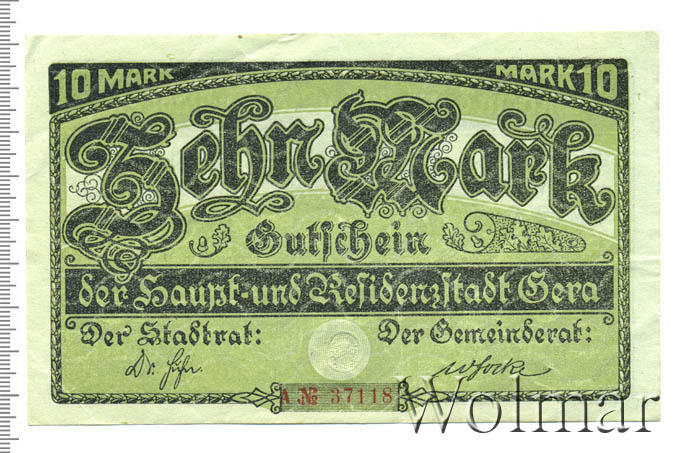 10 MARK MARK 10
Zehn Mark
Gutschein
der Haupt- und Residenzstadt Gera
Der Stadtrat: Der Gemeinderat:
A № 37118
Wolmar